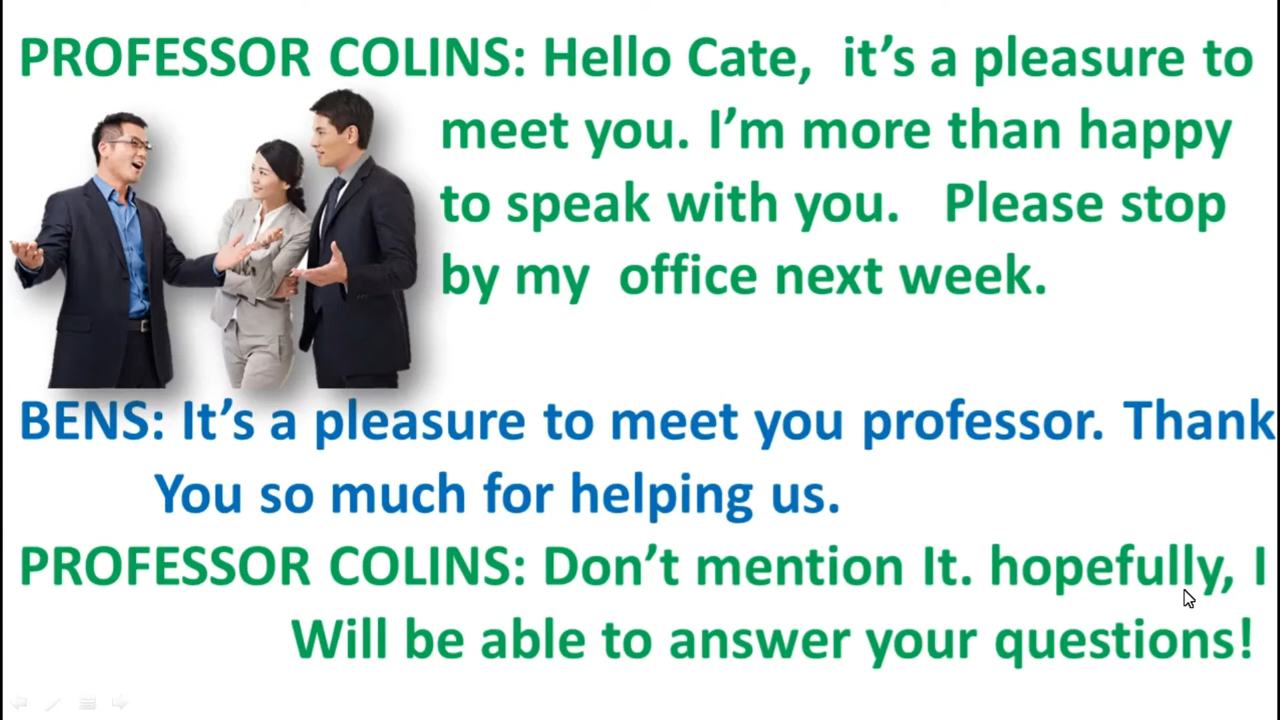 PROFESSOR COLINS: Hello Cate, it's a pleasure to
meet you. I'm more than happy
to speak with you. Please stop
by my office next week.
BENS: It's a pleasure to meet you professor. Thank
You so much for helping us.
PROFESSOR COLINS: Don't mention It. hopefully, I
Will be able to answer your questions!